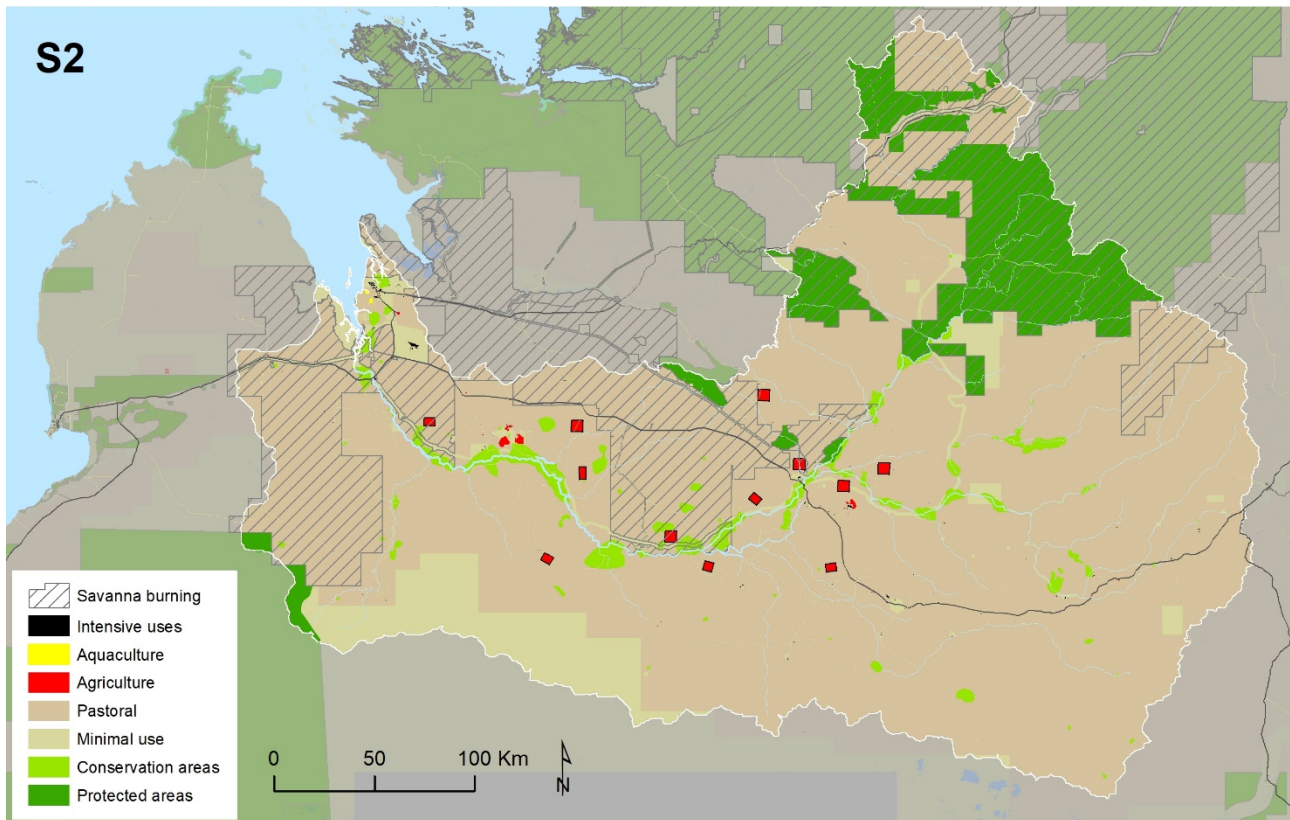 S2
Savanna burning
Intensive uses
Aquaculture
Agriculture
Pastoral
Minimal use
Conservation areas
Protected areas
0 50 100 Km
N